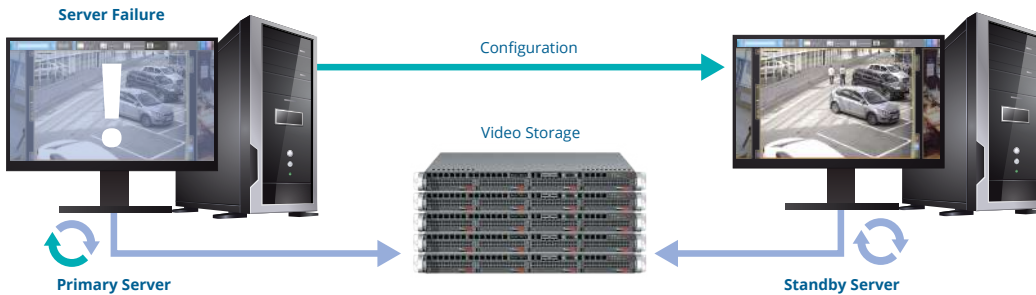 Server Failure
Configuration
Video Storage
Primary Server
Standby Server